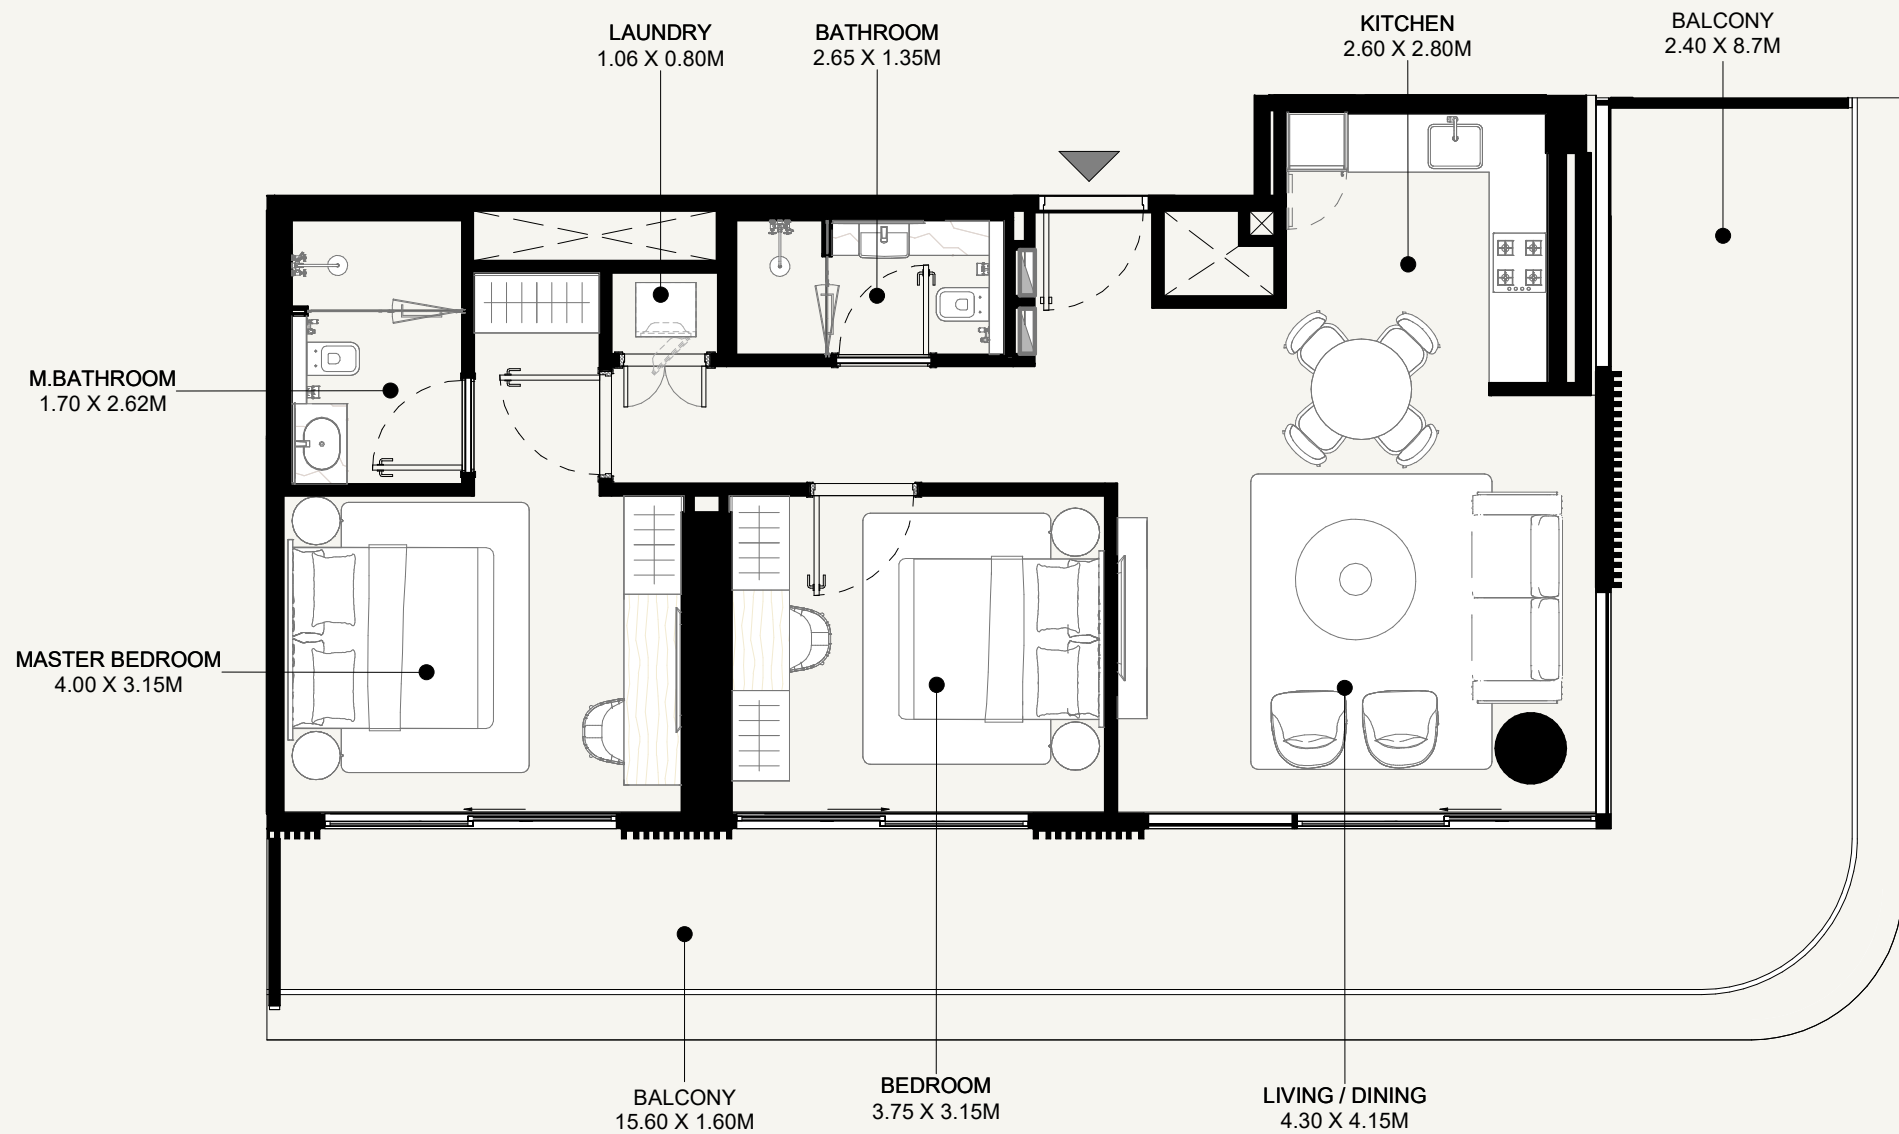 LAUNDRY
1.06 X 0.80M
BATHROOM
2.65 X 1.35M
KITCHEN
2.60 X 2.80M
BALCONY
2.40 X 8.7M
M.BATHROOM
1.70 X 2.62M
MASTER BEDROOM
4.00 X 3.15M
BALCONY
15.60 X 1.60M
BEDROOM
3.75 X 3.15M
LIVING / DINING
4.30 X 4.15M